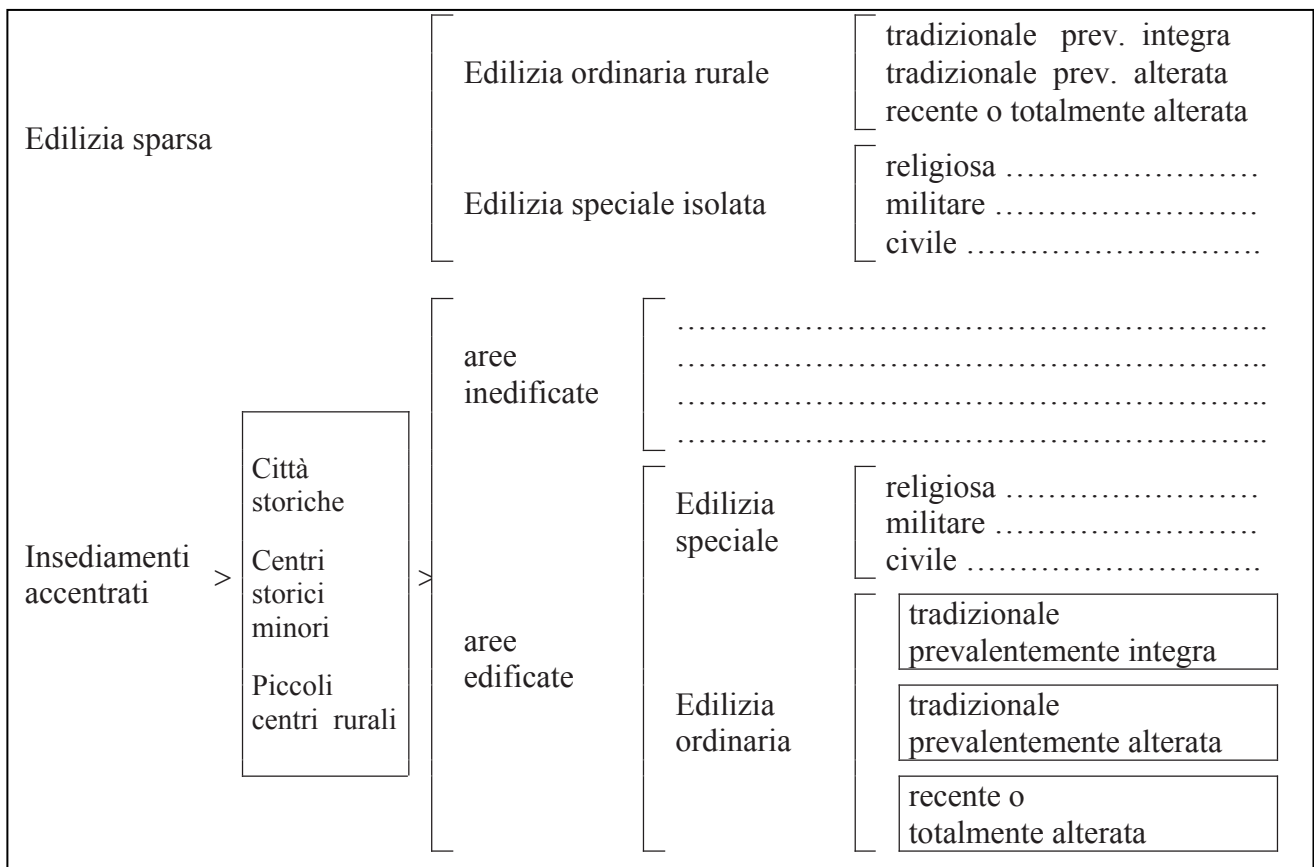 Edilizia sparsa
Edilizia ordinaria rurale
tradizionale prev. integra
tradizionale prev. alterata
recente o totalmente alterata
Edilizia speciale isolata
religiosa ……………………
militare …………………….
civile ……………………….
Insediamenti
accentrati
>
Città
storiche
Centri
storici
minori
Piccoli
centri rurali
>
aree
inedificate
………………………………………………..
………………………………………………..
………………………………………………..
………………………………………………..
aree
edificate
Edilizia
speciale
religiosa ……………………
militare …………………….
civile ……………………….
Edilizia
ordinaria
tradizionale
prevalentemente integra
tradizionale
prevalentemente alterata
recente o
totalmente alterata